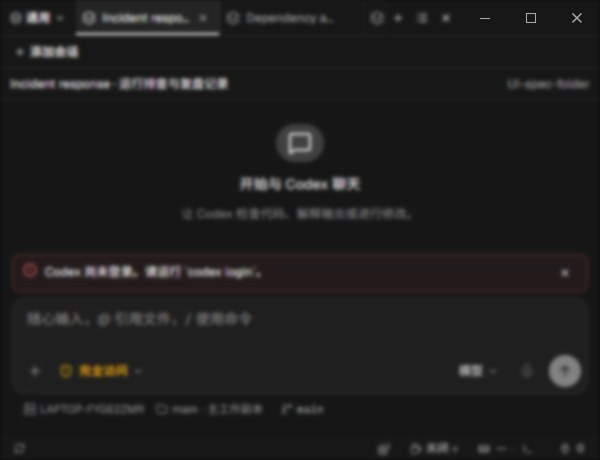 通用 Incident respo... Dependency a...
+ 添加会话
Incident response · 运行排查与复盘记录 UI-spec-folder
开始与 Codex 聊天
让 Codex 检查代码、解释输出或进行修改。
Codex 尚未登录。请运行 `codex login`。
随心输入，@ 引用文件，/ 使用命令
完全访问 模型
main · 主工作副本 main
关闭